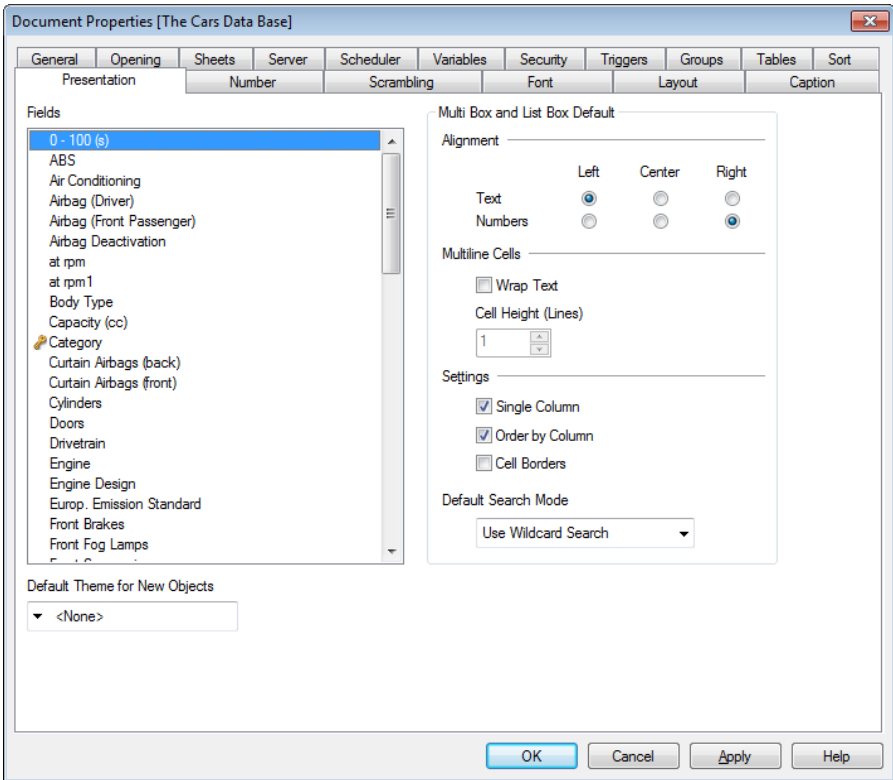 Document Properties [The Cars Data Base]
General Opening Sheets Server Scheduler Variables Security Triggers Groups Tables Sort
Presentation Number Scrambling Font Layout Caption
Fields
0 - 100 (s)
ABS
Air Conditioning
Airbag (Driver)
Airbag (Front Passenger)
Airbag Deactivation
at rpm
at rpm1
Body Type
Capacity (cc)
Category
Curtain Airbags (back)
Curtain Airbags (front)
Cylinders
Doors
Drivetrain
Engine
Engine Design
Europ. Emission Standard
Front Brakes
Front Fog Lamps
Default Theme for New Objects
<None>
Multi Box and List Box Default
Alignment
Left Center Right
Text
Numbers
Multiline Cells
Wrap Text
Cell Height (Lines)
1
Settings
Single Column
Order by Column
Cell Borders
Default Search Mode
Use Wildcard Search
OK Cancel Apply Help